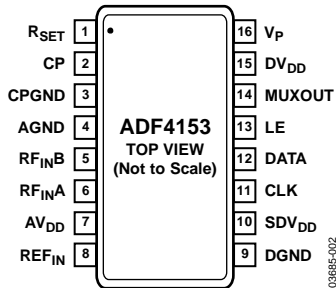 RSET 1 16 VP
CP 2 15 DVDD
CPGND 3 14 MUXOUT
AGND 4 ADF4153 13 LE
TOP VIEW
(Not to Scale)
RFINB 5 12 DATA
RFINA 6 11 CLK
AVDD 7 10 SDVDD
REFIN 8 9 DGND
03685-002